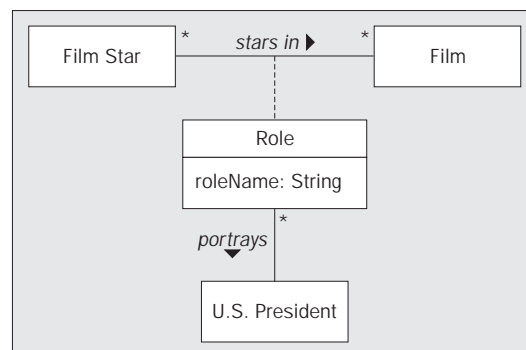 * stars in ▶ *
Film Star
Film
Role
roleName: String
*
portrays
▼
U.S. President